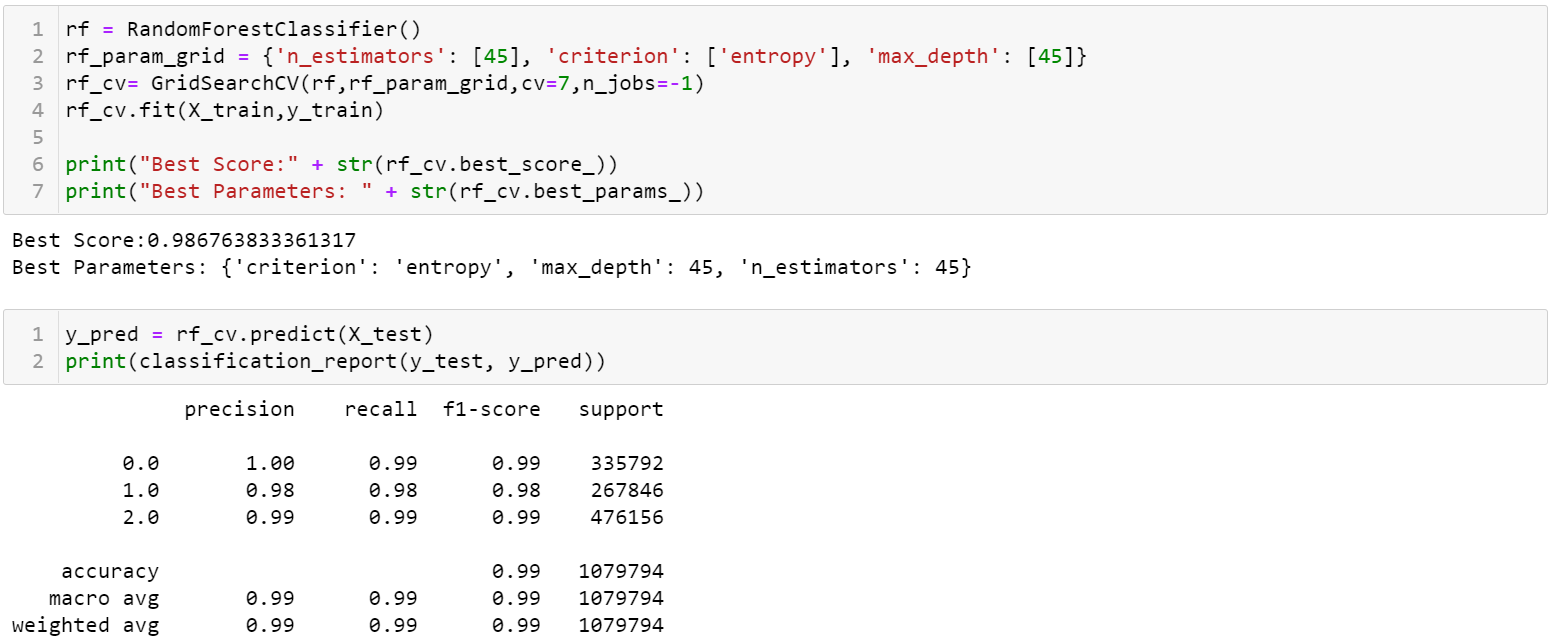 1 rf = RandomForestClassifier()
2 rf_param_grid = {'n_estimators': [45], 'criterion': ['entropy'], 'max_depth': [45]}
3 rf_cv= GridSearchCV(rf,rf_param_grid,cv=7,n_jobs=-1)
4 rf_cv.fit(X_train,y_train)
5
6 print("Best Score:" + str(rf_cv.best_score_))
7 print("Best Parameters: " + str(rf_cv.best_params_))
Best Score:0.986763833361317
Best Parameters: {'criterion': 'entropy', 'max_depth': 45, 'n_estimators': 45}
1 y_pred = rf_cv.predict(X_test)
2 print(classification_report(y_test, y_pred))
precision recall f1-score support
0.0 1.00 0.99 0.99 335792
1.0 0.98 0.98 0.98 267846
2.0 0.99 0.99 0.99 476156
accuracy 0.99 1079794
macro avg 0.99 0.99 0.99 1079794
weighted avg 0.99 0.99 0.99 1079794